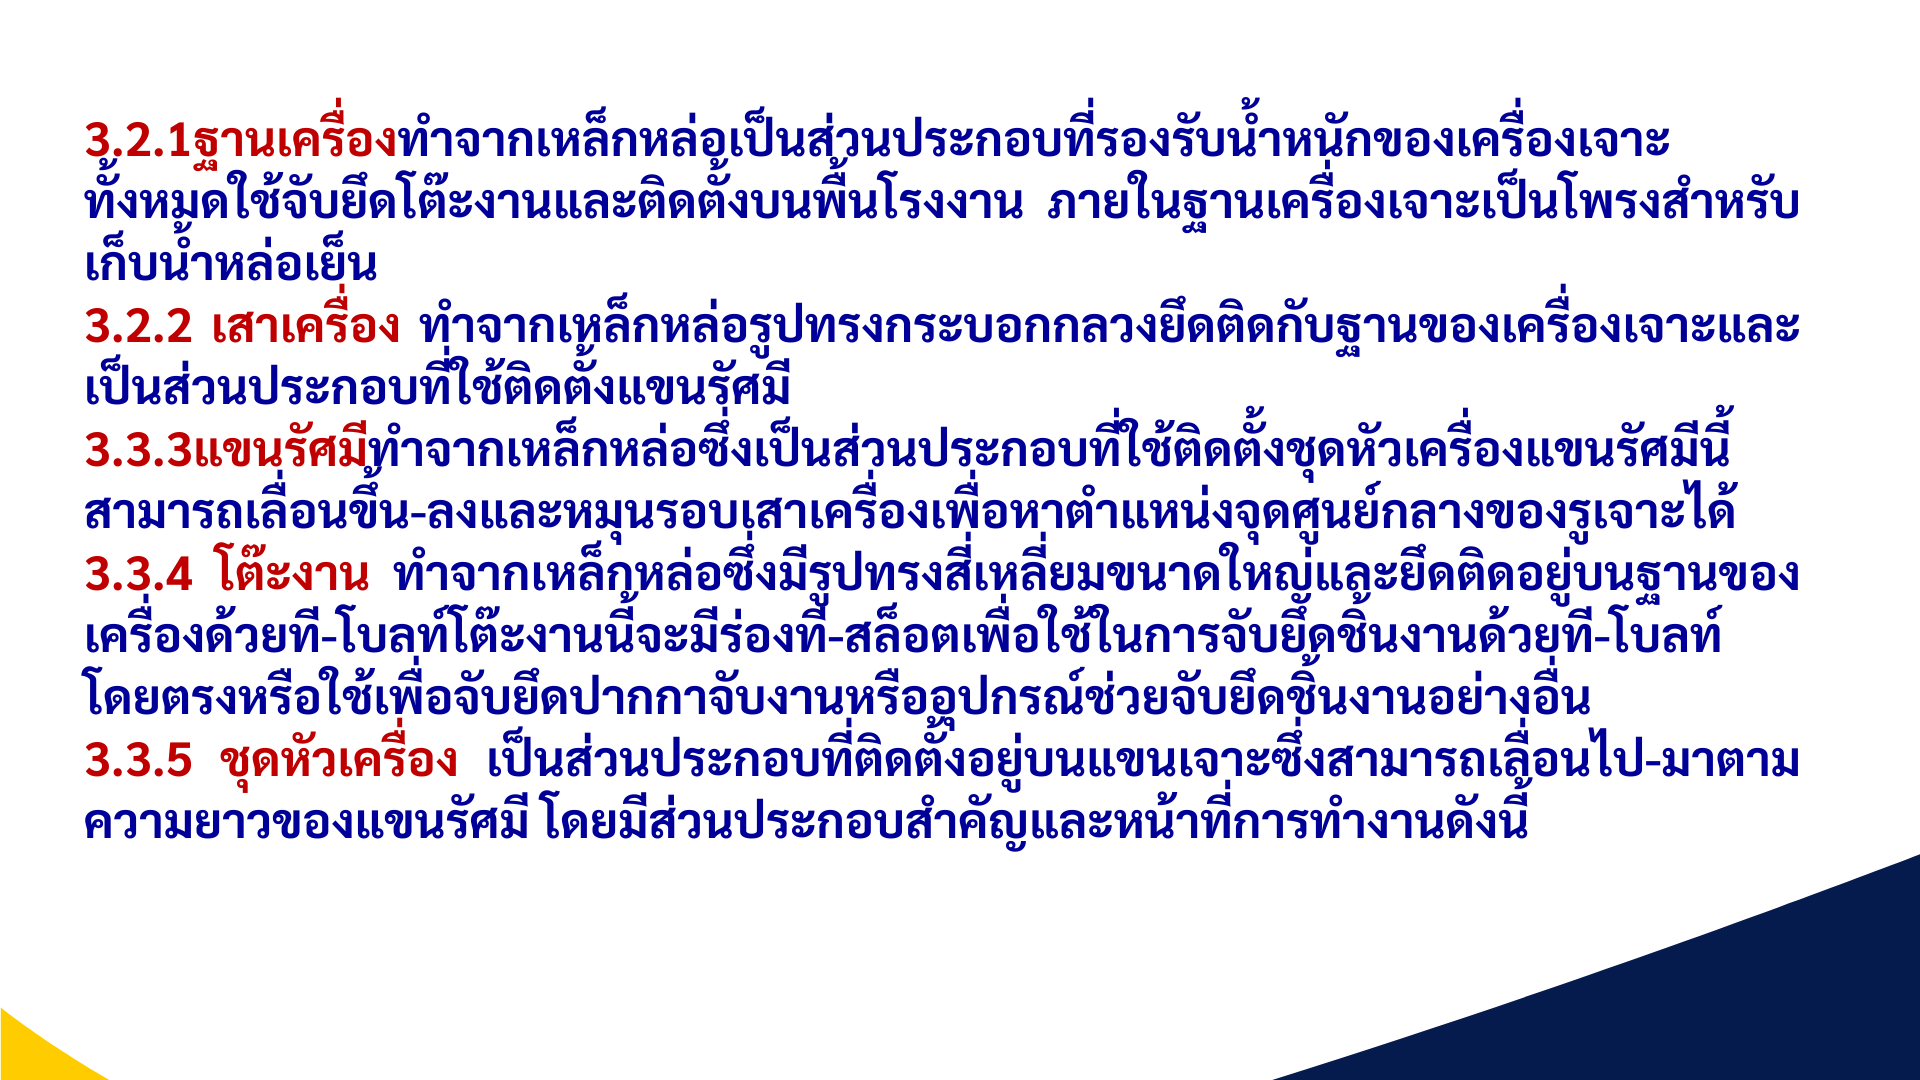 3.2.1ฐานเครื่องทำจากเหล็กหล่อเป็นส่วนประกอบที่รองรับน้ำหนักของเครื่องเจาะ
ทั้งหมดใช้จับยึดโต๊ะงานและติดตั้งบนพื้นโรงงาน ภายในฐานเครื่องเจาะเป็นโพรงสำหรับ
เก็บน้ำหล่อเย็น
3.2.2 เสาเครื่อง ทำจากเหล็กหล่อรูปทรงกระบอกกลวงยึดติดกับฐานของเครื่องเจาะและ
เป็นส่วนประกอบที่ใช้ติดตั้งแขนรัศมี
3.3.3แขนรัศมีทำจากเหล็กหล่อซึ่งเป็นส่วนประกอบที่ใช้ติดตั้งชุดหัวเครื่องแขนรัศมีนี้
สามารถเลื่อนขึ้น-ลงและหมุนรอบเสาเครื่องเพื่อหาตำแหน่งจุดศูนย์กลางของรูเจาะได้
3.3.4 โต๊ะงาน ทำจากเหล็กหล่อซึ่งมีรูปทรงสี่เหลี่ยมขนาดใหญ่และยึดติดอยู่บนฐานของ
เครื่องด้วยที-โบลท์โต๊ะงานนี้จะมีร่องที-สล็อตเพื่อใช้ในการจับยึดชิ้นงานด้วยที-โบลท์
โดยตรงหรือใช้เพื่อจับยึดปากกาจับงานหรืออุปกรณ์ช่วยจับยึดชิ้นงานอย่างอื่น
3.3.5 ชุดหัวเครื่อง เป็นส่วนประกอบที่ติดตั้งอยู่บนแขนเจาะซึ่งสามารถเลื่อนไป-มาตาม
ความยาวของแขนรัศมี โดยมีส่วนประกอบสำคัญและหน้าที่การทำงานดังนี้